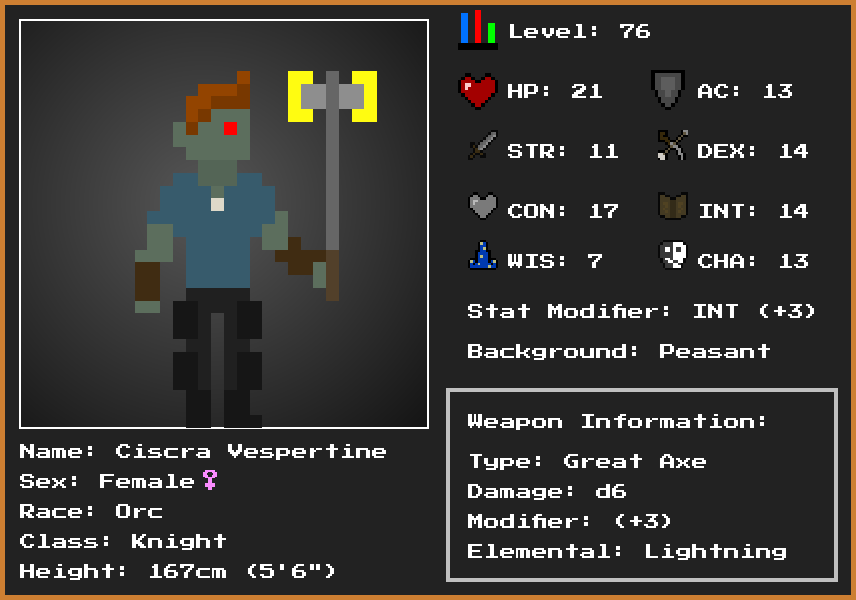 Level: 76
HP: 21 AC: 13
STR: 11 DEX: 14
CON: 17 INT: 14
WIS: 7 CHA: 13
Stat Modifier: INT (+3)
Background: Peasant
Weapon Information:
Type: Great Axe
Damage: d6
Modifier: (+3)
Elemental: Lightning
Name: Ciscra Vespertine
Sex: Female♀
Race: Orc
Class: Knight
Height: 167cm (5'6")